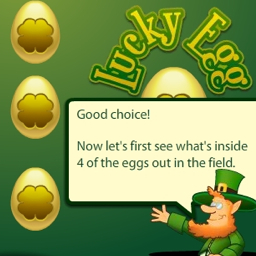 Lucky Egg
Good choice!
Now let's first see what's inside
4 of the eggs out in the field.